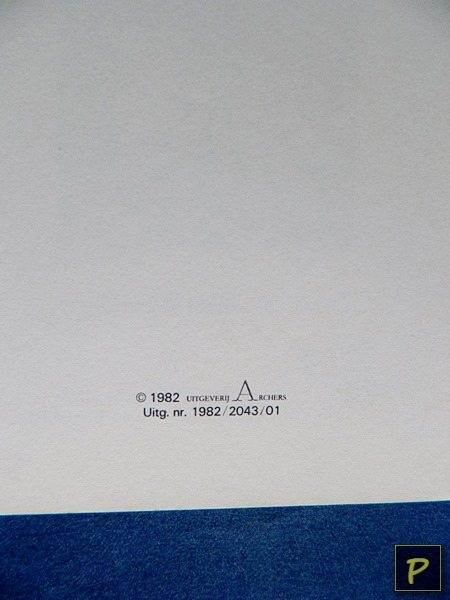 © 1982 UITGEVERIJ ARCHERS
Uitg. nr. 1982/2043/01
P